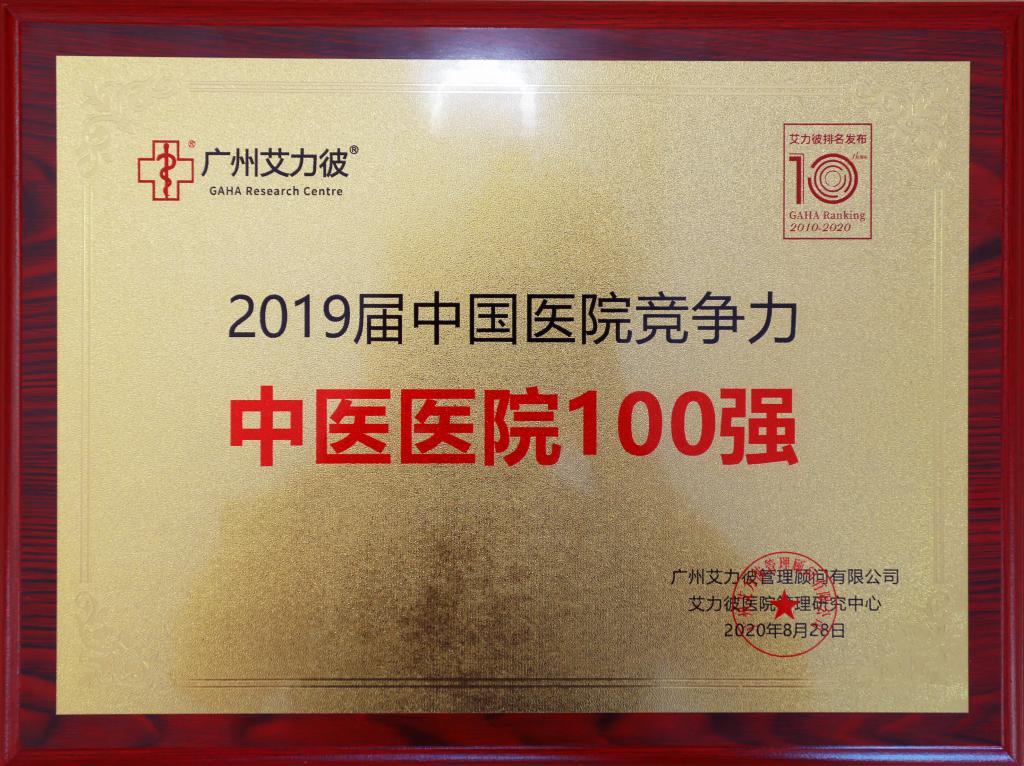 广州艾力彼®
GAHA Research Centre
艾力彼排名发布
10
GAHA Ranking
2010-2020
2019届中国医院竞争力
中医医院100强
广州艾力彼管理顾问有限公司
艾力彼医院管理研究中心
2020年8月28日